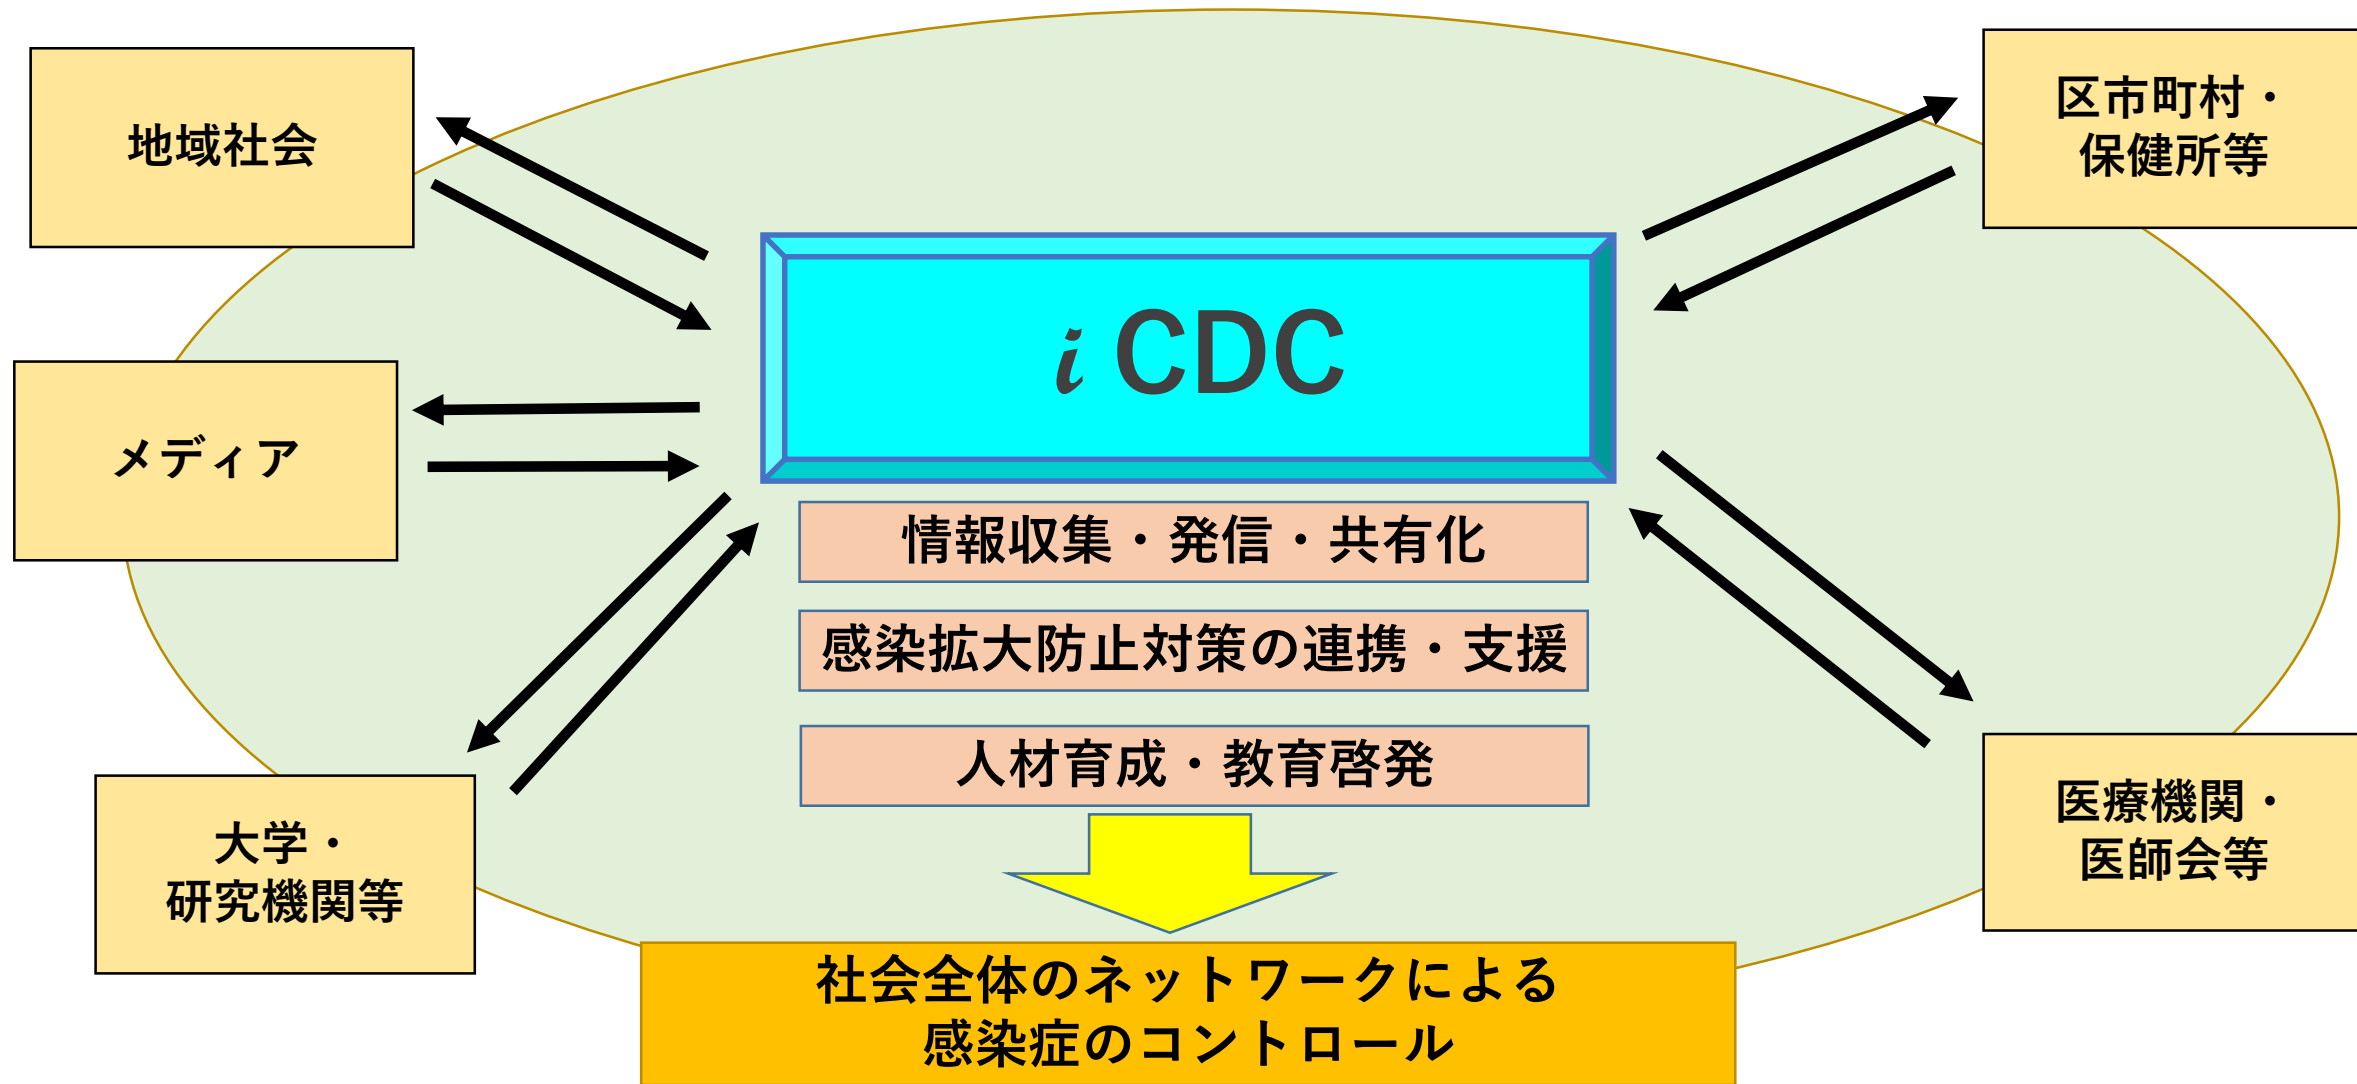 地域社会
区市町村・
保健所等
i CDC
メディア
情報収集・発信・共有化
感染拡大防止対策の連携・支援
人材育成・教育啓発
大学・
研究機関等
医療機関・
医師会等
社会全体のネットワークによる
感染症のコントロール